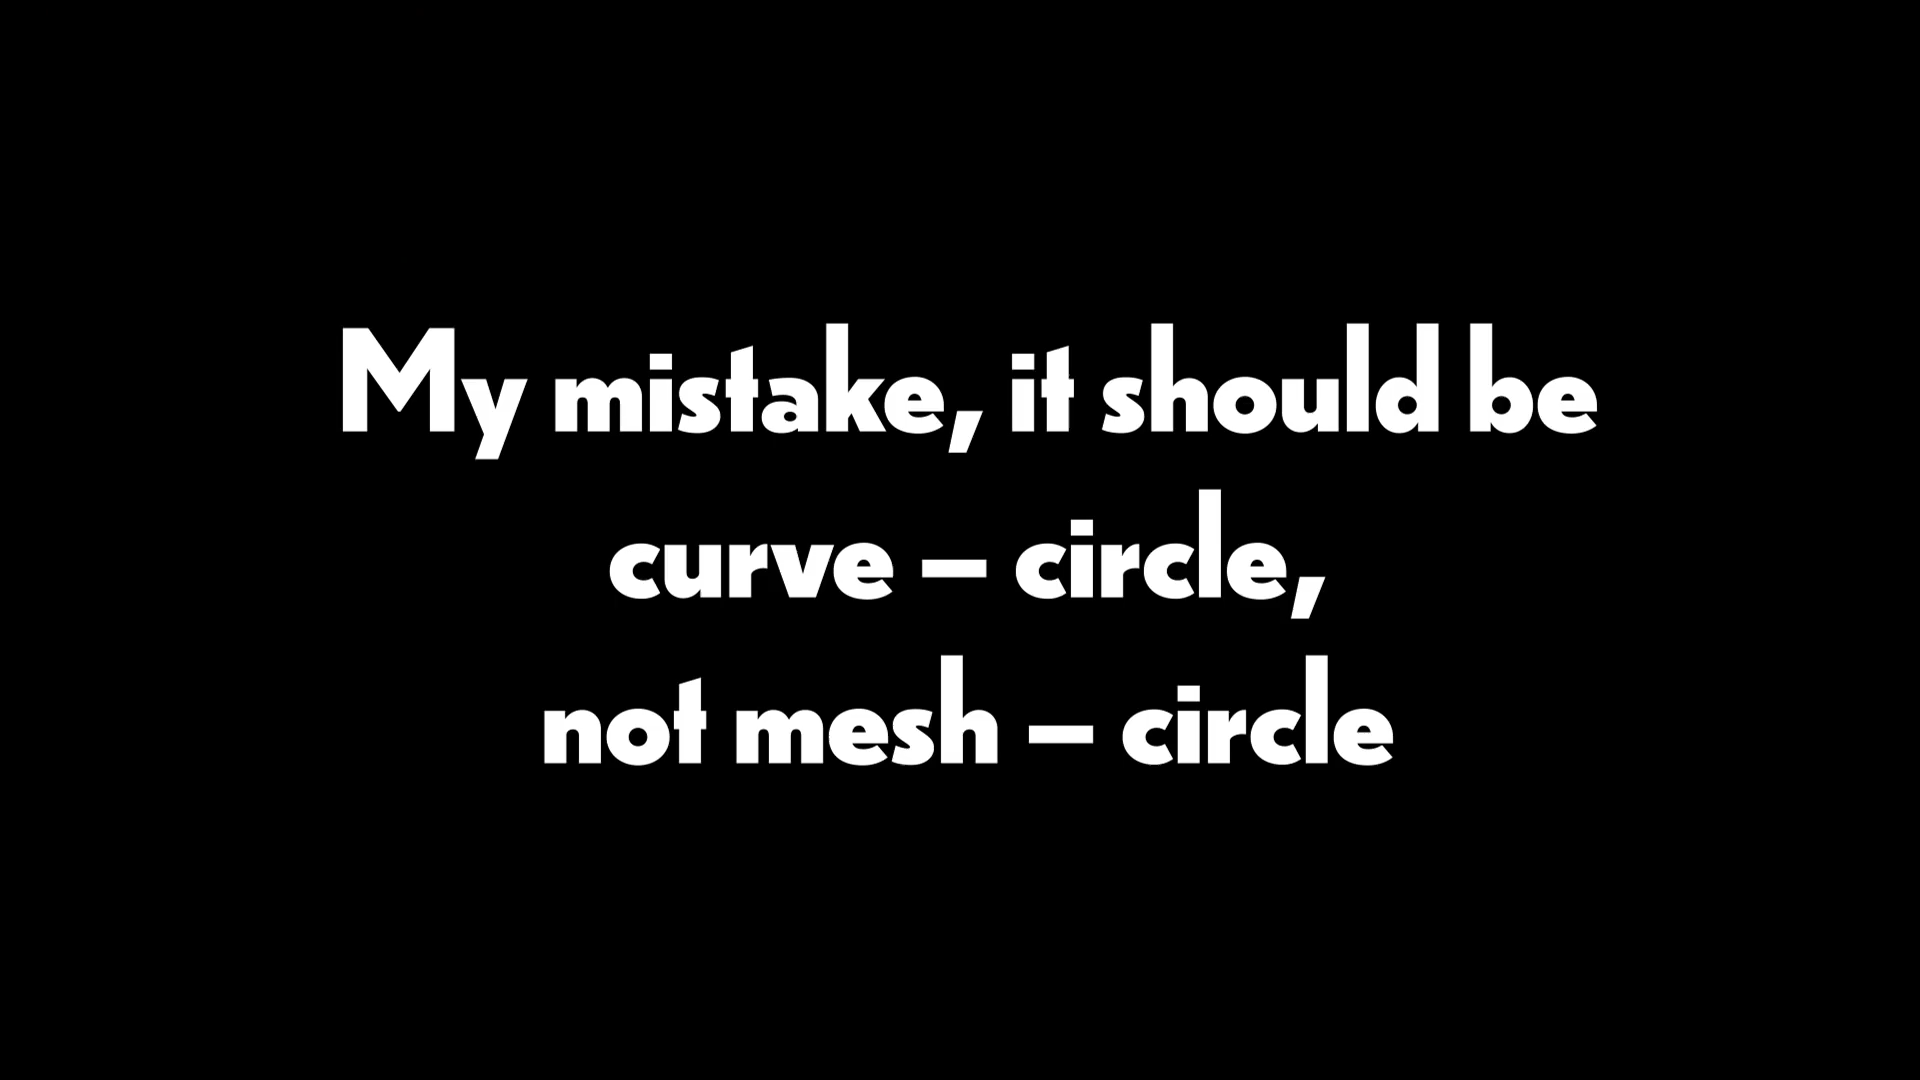 My mistake, it should be
curve – circle,
not mesh – circle